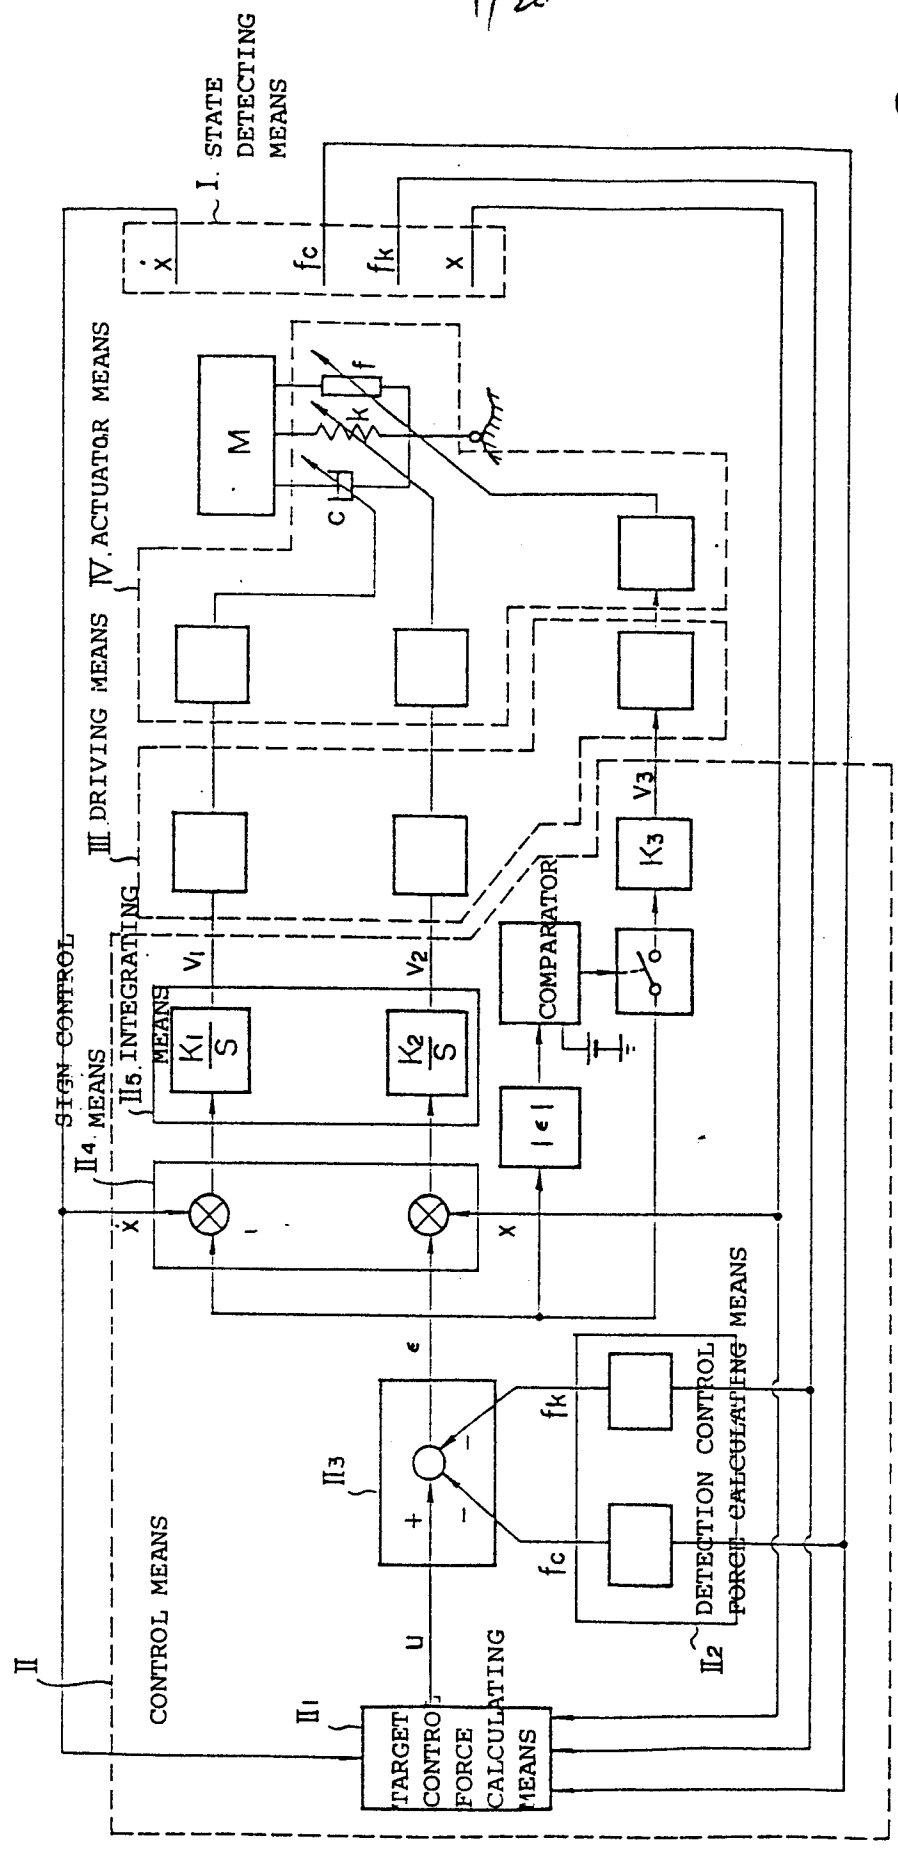 1/20
I. STATE
DETECTING
MEANS
ẋ
fc
fk
x
IV. ACTUATOR MEANS
M
C
k
f
III DRIVING MEANS
SIGN CONTROL
II4. MEANS
II5. INTEGRATING
MEANS
K1
S
V1
K2
S
V2
ẋ
x
|ϵ|
COMPARATOR
K3
V3
II
CONTROL MEANS
II1
TARGET
CONTROL
FORCE
CALCULATING
MEANS
U
II3
+
−
−
ϵ
fc
fk
II2
DETECTION CONTROL
FORCE CALCULATING MEANS